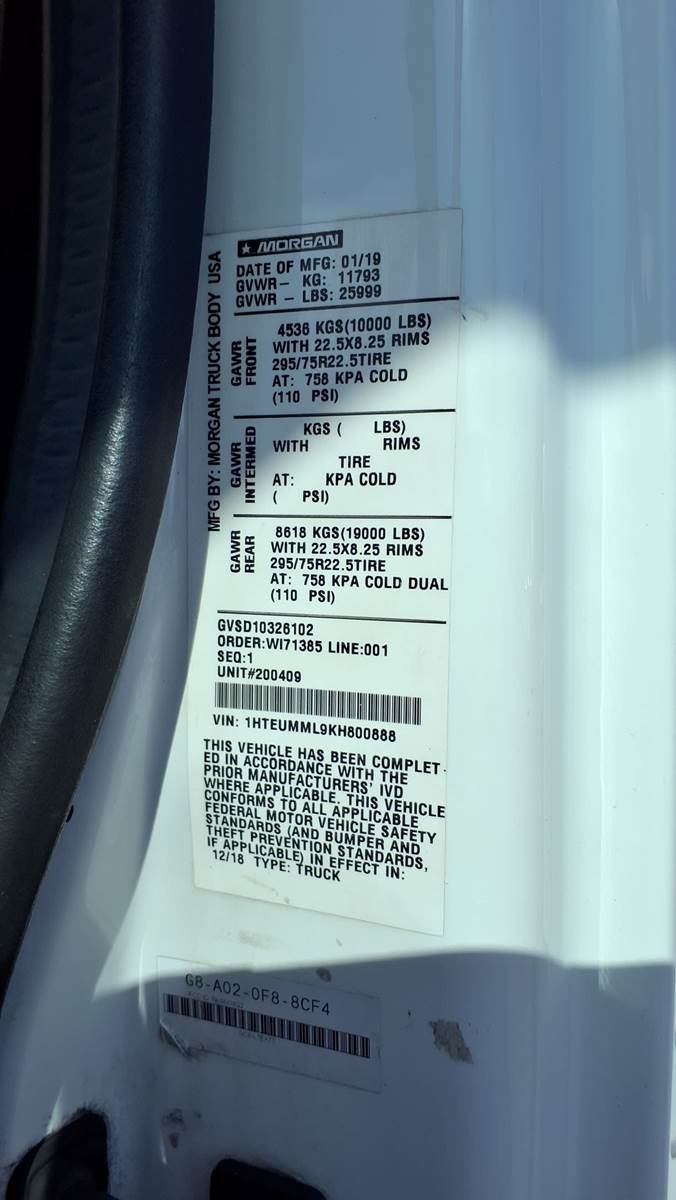 MORGAN
DATE OF MFG: 01/19
GVWR- KG: 11793
GVWR - LBS: 25999
MFG BY: MORGAN TRUCK BODY USA
GAWR
FRONT
4536 KGS(10000 LBS)
WITH 22.5X8.25 RIMS
295/75R22.5TIRE
AT: 758 KPA COLD
(110 PSI)
GAWR
INTERMED
KGS ( LBS)
WITH RIMS
TIRE
AT: KPA COLD
( PSI)
GAWR
REAR
8618 KGS(19000 LBS)
WITH 22.5X8.25 RIMS
295/75R22.5TIRE
AT: 758 KPA COLD DUAL
(110 PSI)
GVSD10326102
ORDER:WI71385 LINE:001
SEQ:1
UNIT#200409
VIN: 1HTEUMML9KH800888
THIS VEHICLE HAS BEEN COMPLET
ED IN ACCORDANCE WITH THE
PRIOR MANUFACTURERS' IVD
WHERE APPLICABLE. THIS VEHICLE
CONFORMS TO ALL APPLICABLE
FEDERAL MOTOR VEHICLE SAFETY
STANDARDS (AND BUMPER AND
THEFT PREVENTION STANDARDS,
IF APPLICABLE) IN EFFECT IN:
12/18 TYPE: TRUCK
G8-A02-0F8-8CF4